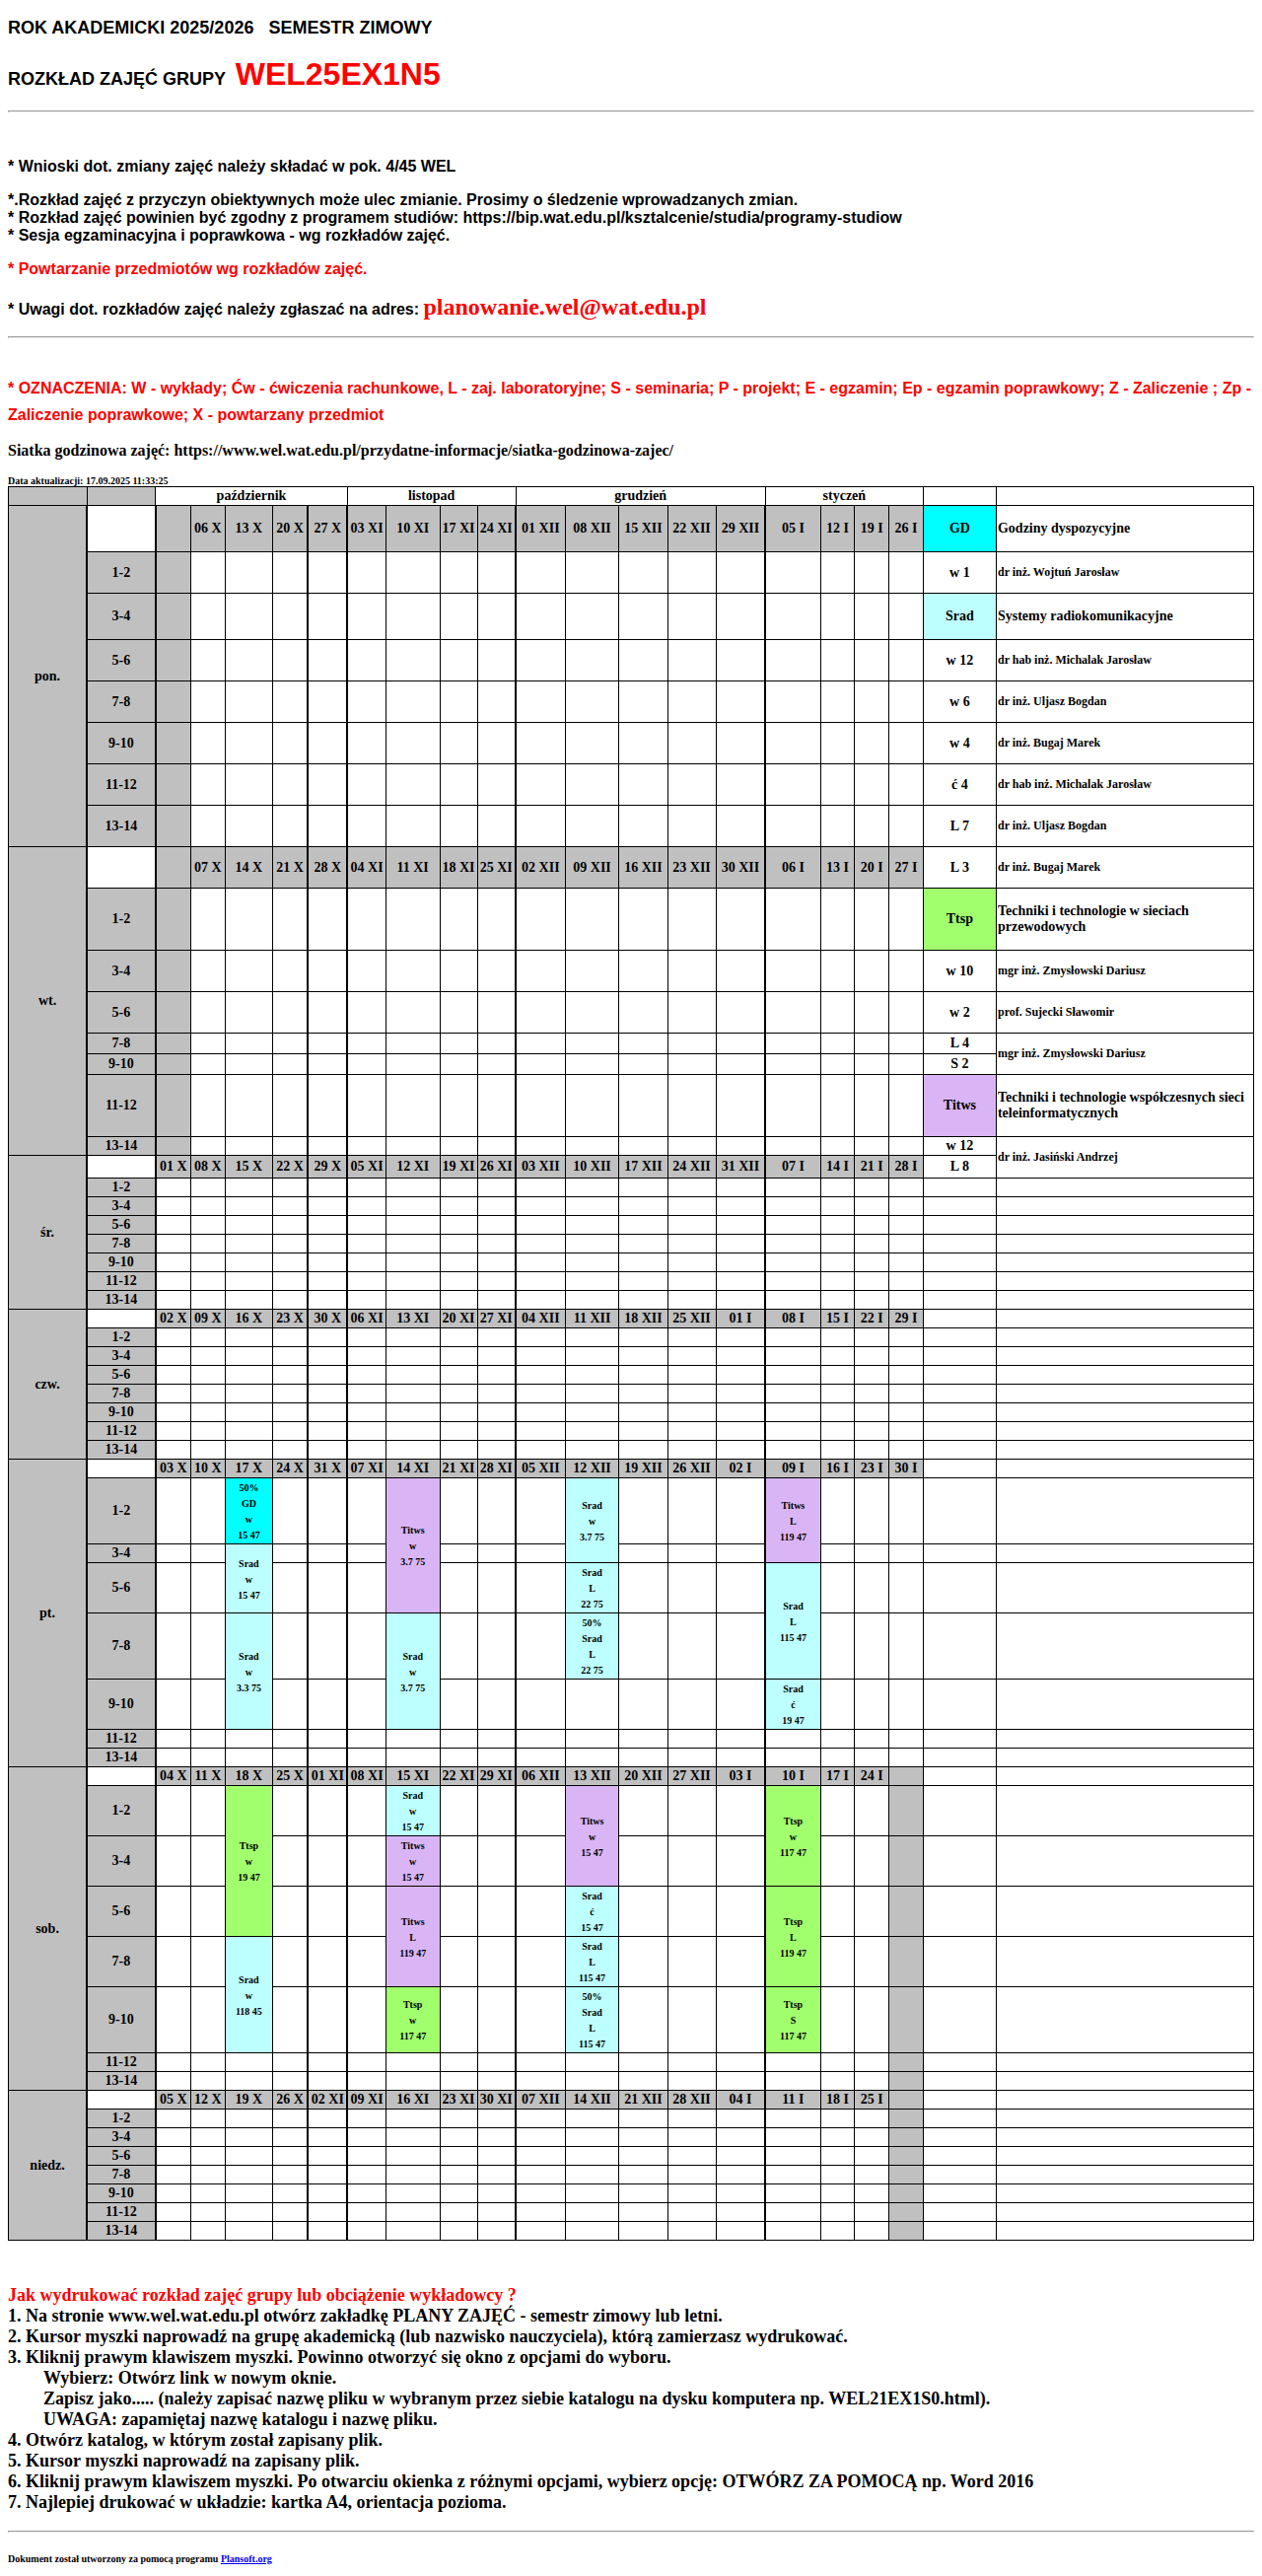 ROK AKADEMICKI 2025/2026 SEMESTR ZIMOWY
ROZKŁAD ZAJĘĆ GRUPY WEL25EX1N5
* Wnioski dot. zmiany zajęć należy składać w pok. 4/45 WEL
*.Rozkład zajęć z przyczyn obiektywnych może ulec zmianie. Prosimy o śledzenie wprowadzanych zmian.
* Rozkład zajęć powinien być zgodny z programem studiów: https://bip.wat.edu.pl/ksztalcenie/studia/programy-studiow
* Sesja egzaminacyjna i poprawkowa - wg rozkładów zajęć.
* Powtarzanie przedmiotów wg rozkładów zajęć.
* Uwagi dot. rozkładów zajęć należy zgłaszać na adres: planowanie.wel@wat.edu.pl
* OZNACZENIA: W - wykłady; Ćw - ćwiczenia rachunkowe, L - zaj. laboratoryjne; S - seminaria; P - projekt; E - egzamin; Ep - egzamin poprawkowy; Z - Zaliczenie ; Zp -
Zaliczenie poprawkowe; X - powtarzany przedmiot
Siatka godzinowa zajęć: https://www.wel.wat.edu.pl/przydatne-informacje/siatka-godzinowa-zajec/
Data aktualizacji: 17.09.2025 11:33:25
październik listopad grudzień styczeń
pon. 06 X 13 X 20 X 27 X 03 XI 10 XI 17 XI 24 XI 01 XII 08 XII 15 XII 22 XII 29 XII 05 I 12 I 19 I 26 I GD Godziny dyspozycyjne
1-2 w 1 dr inż. Wojtuń Jarosław
3-4 Srad Systemy radiokomunikacyjne
5-6 w 12 dr hab inż. Michalak Jarosław
7-8 w 6 dr inż. Uljasz Bogdan
9-10 w 4 dr inż. Bugaj Marek
11-12 ć 4 dr hab inż. Michalak Jarosław
13-14 L 7 dr inż. Uljasz Bogdan
wt. 07 X 14 X 21 X 28 X 04 XI 11 XI 18 XI 25 XI 02 XII 09 XII 16 XII 23 XII 30 XII 06 I 13 I 20 I 27 I L 3 dr inż. Bugaj Marek
1-2 Ttsp Techniki i technologie w sieciach
przewodowych
3-4 w 10 mgr inż. Zmysłowski Dariusz
5-6 w 2 prof. Sujecki Sławomir
7-8 L 4 mgr inż. Zmysłowski Dariusz
9-10 S 2
11-12 Titws Techniki i technologie współczesnych sieci
teleinformatycznych
13-14 w 12 dr inż. Jasiński Andrzej
śr. 01 X 08 X 15 X 22 X 29 X 05 XI 12 XI 19 XI 26 XI 03 XII 10 XII 17 XII 24 XII 31 XII 07 I 14 I 21 I 28 I L 8
1-2
3-4
5-6
7-8
9-10
11-12
13-14
czw. 02 X 09 X 16 X 23 X 30 X 06 XI 13 XI 20 XI 27 XI 04 XII 11 XII 18 XII 25 XII 01 I 08 I 15 I 22 I 29 I
1-2
3-4
5-6
7-8
9-10
11-12
13-14
pt. 03 X 10 X 17 X 24 X 31 X 07 XI 14 XI 21 XI 28 XI 05 XII 12 XII 19 XII 26 XII 02 I 09 I 16 I 23 I 30 I
1-2
50%
GD
w
15 47
Titws
w
3.7 75
Srad
w
3.7 75
Titws
L
119 47
3-4
Srad
w
15 47
5-6
Srad
L
22 75
Srad
L
115 47
7-8
Srad
w
3.3 75
Srad
w
3.7 75
50%
Srad
L
22 75
9-10
Srad
ć
19 47
11-12
13-14
sob. 04 X 11 X 18 X 25 X 01 XI 08 XI 15 XI 22 XI 29 XI 06 XII 13 XII 20 XII 27 XII 03 I 10 I 17 I 24 I
1-2
Ttsp
w
19 47
Srad
w
15 47
Titws
w
15 47
Ttsp
w
117 47
3-4
Titws
w
15 47
5-6
Titws
L
119 47
Srad
ć
15 47
Ttsp
L
119 47
7-8
Srad
w
118 45
Srad
L
115 47
9-10
Ttsp
w
117 47
50%
Srad
L
115 47
Ttsp
S
117 47
11-12
13-14
niedz. 05 X 12 X 19 X 26 X 02 XI 09 XI 16 XI 23 XI 30 XI 07 XII 14 XII 21 XII 28 XII 04 I 11 I 18 I 25 I
1-2
3-4
5-6
7-8
9-10
11-12
13-14
Jak wydrukować rozkład zajęć grupy lub obciążenie wykładowcy ?
1. Na stronie www.wel.wat.edu.pl otwórz zakładkę PLANY ZAJĘĆ - semestr zimowy lub letni.
2. Kursor myszki naprowadź na grupę akademicką (lub nazwisko nauczyciela), którą zamierzasz wydrukować.
3. Kliknij prawym klawiszem myszki. Powinno otworzyć się okno z opcjami do wyboru.
Wybierz: Otwórz link w nowym oknie.
Zapisz jako..... (należy zapisać nazwę pliku w wybranym przez siebie katalogu na dysku komputera np. WEL21EX1S0.html).
UWAGA: zapamiętaj nazwę katalogu i nazwę pliku.
4. Otwórz katalog, w którym został zapisany plik.
5. Kursor myszki naprowadź na zapisany plik.
6. Kliknij prawym klawiszem myszki. Po otwarciu okienka z różnymi opcjami, wybierz opcję: OTWÓRZ ZA POMOCĄ np. Word 2016
7. Najlepiej drukować w układzie: kartka A4, orientacja pozioma.
Dokument został utworzony za pomocą programu Plansoft.org